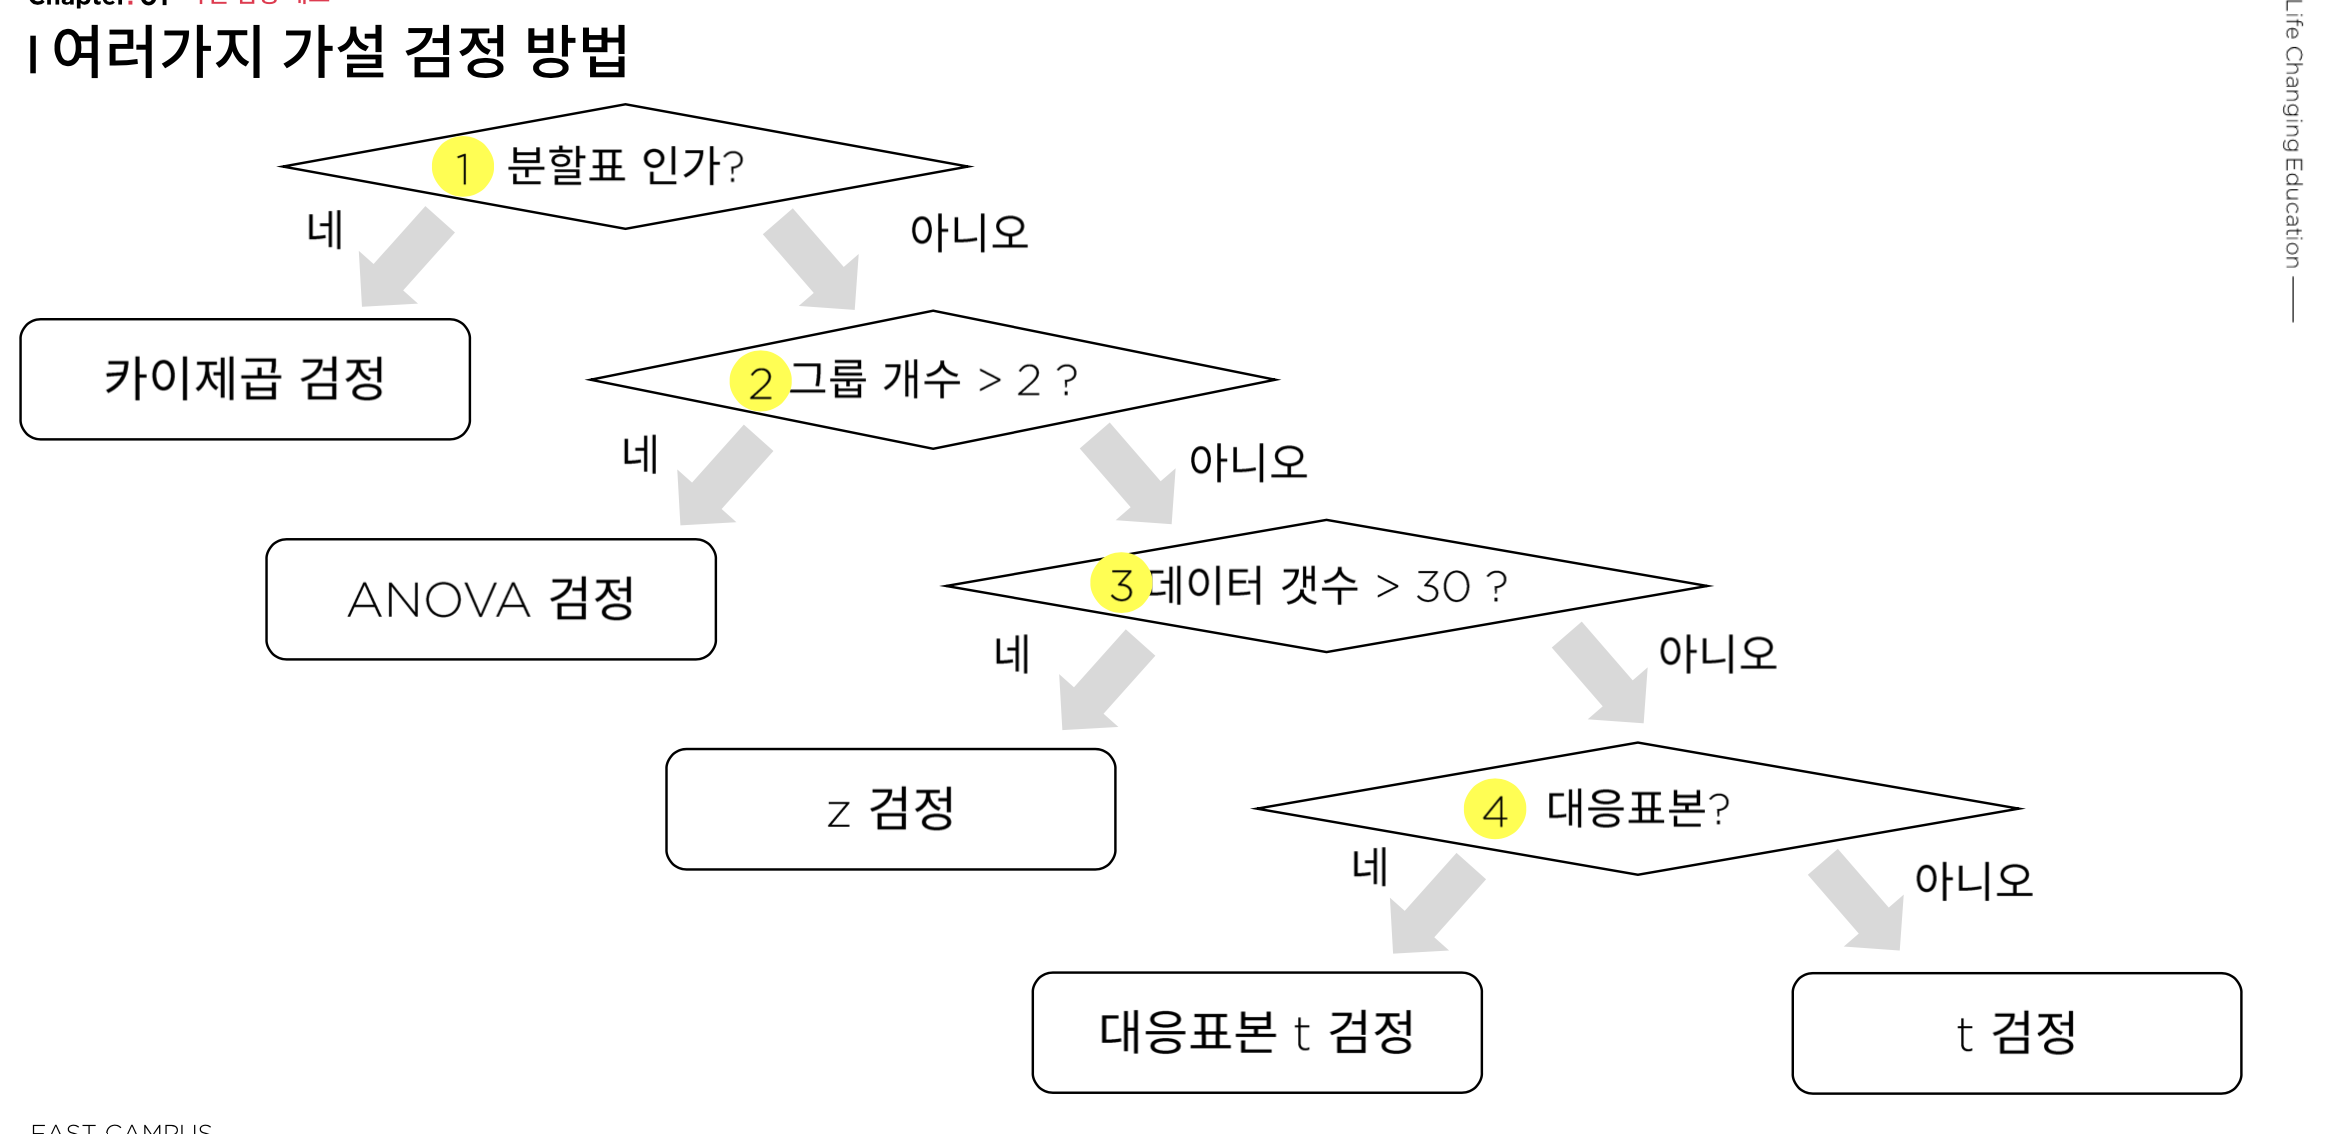 Chapter. 01
여러가지 가설 검정 방법
Life Changing Education
1 분할표 인가?
네
아니오
카이제곱 검정
2 그룹 개수 > 2 ?
네
아니오
ANOVA 검정
3 데이터 갯수 > 30 ?
네
아니오
z 검정
4 대응표본?
네
아니오
대응표본 t 검정
t 검정
FAST CAMPUS